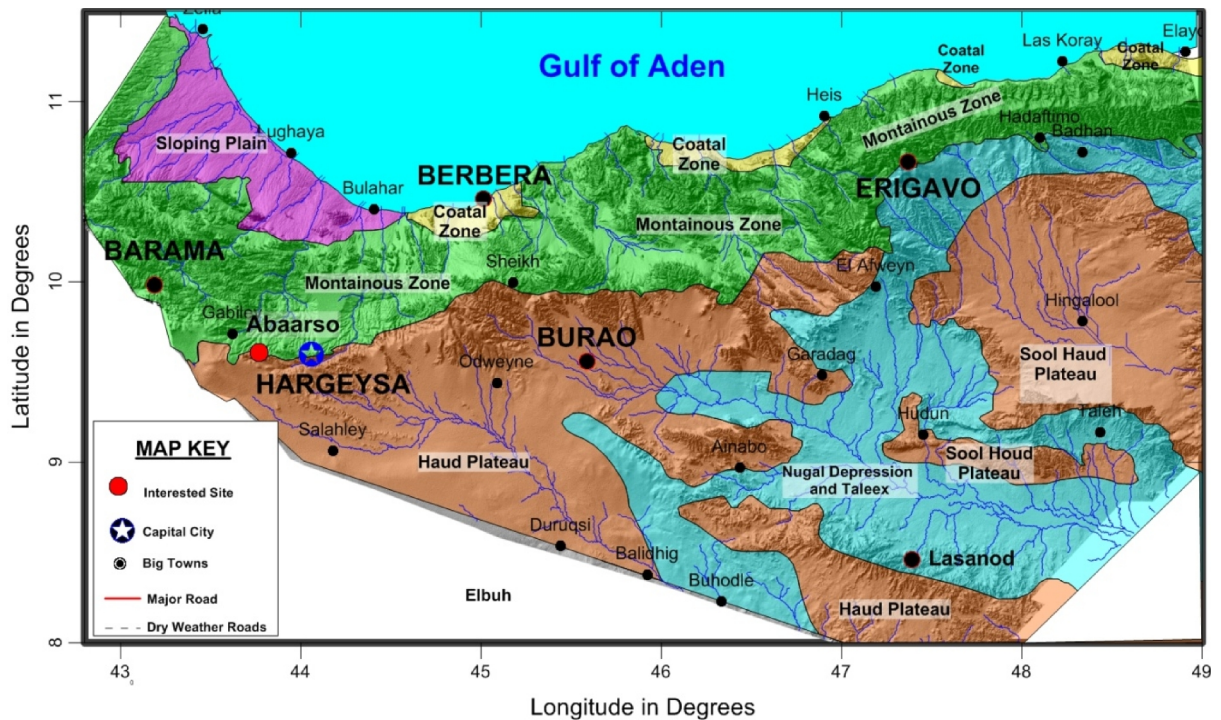 Zeila
Gulf of Aden
Coatal
Zone
Las Koray
Elayo
Coatal
Zone
Heis
Montainous Zone
Hadaftimo
Badhan
Sloping Plain
Lughaya
Coatal
Zone
ERIGAVO
BERBERA
Bulahar
Coatal
Zone
Montainous Zone
BARAMA
Montainous Zone
Sheikh
El Afweyn
Gabiley
Abaarso
HARGEYSA
Hingalool
BURAO
Odweyne
Garadag
Sool Haud
Plateau
Salahley
Haud Plateau
Ainabo
Hudun
Taleh
Sool Houd
Plateau
Nugal Depression
and Taleex
Duruqsi
Balidhig
Buhodle
Lasanod
Elbuh
Haud Plateau
MAP KEY
Interested Site
Capital City
Big Towns
Major Road
Dry Weather Roads
Latitude in Degrees
11
10
9
8
43
44
45
46
47
48
49
0
Longitude in Degrees